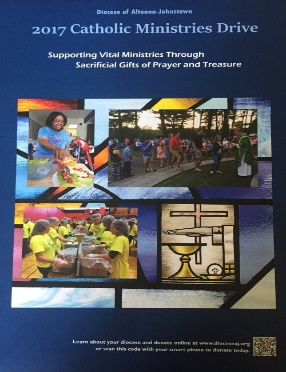 Diocese of Altoona-Johnstown
2017 Catholic Ministries Drive
Supporting Vital Ministries Through
Sacrificial Gifts of Prayer and Treasure
Learn about your diocese and donate online at www.dioceseaj.org
or scan this code with your smart phone to donate today.